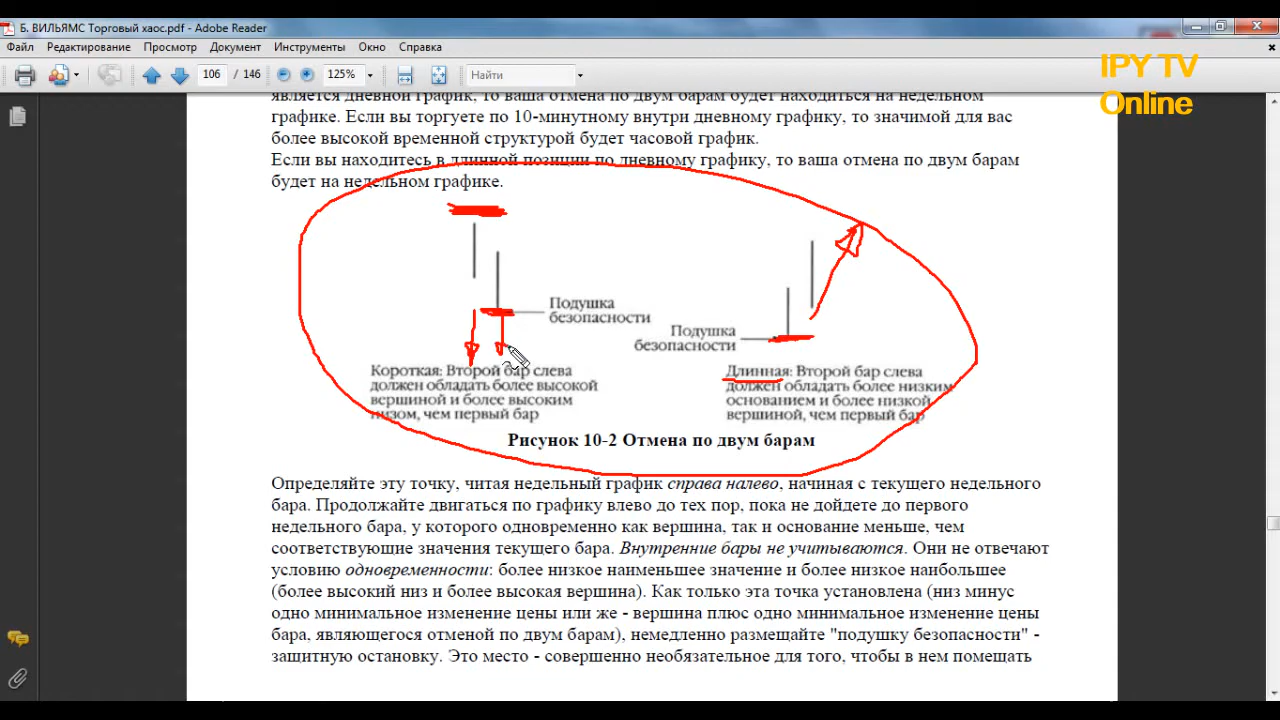 Б. ВИЛЬЯМС Торговый хаос.pdf - Adobe Reader
Файл Редактирование Просмотр Документ Инструменты Окно Справка
106 / 146 125% Найти
IPY TV
Online
является дневной график, то ваша отмена по двум барам будет находиться на недельном
графике. Если вы торгуете по 10-минутному внутри дневному графику, то значимой для вас
более высокой временной структурой будет часовой график.
Если вы находитесь в длинной позиции по дневному графику, то ваша отмена по двум барам
будет на недельном графике.
Подушка
безопасности
Подушка
безопасности
Короткая: Второй бар слева
должен обладать более высокой
вершиной и более высоким
низом, чем первый бар
Длинная: Второй бар слева
должен обладать более низким
основанием и более низкой
вершиной, чем первый бар
Рисунок 10-2 Отмена по двум барам
Определяйте эту точку, читая недельный график справа налево, начиная с текущего недельного
бара. Продолжайте двигаться по графику влево до тех пор, пока не дойдете до первого
недельного бара, у которого одновременно как вершина, так и основание меньше, чем
соответствующие значения текущего бара. Внутренние бары не учитываются. Они не отвечают
условию одновременности: более низкое наименьшее значение и более низкое наибольшее
(более высокий низ и более высокая вершина). Как только эта точка установлена (низ минус
одно минимальное изменение цены или же - вершина плюс одно минимальное изменение цены
бара, являющегося отменой по двум барам), немедленно размещайте "подушку безопасности" -
защитную остановку. Это место - совершенно необязательное для того, чтобы в нем помещать